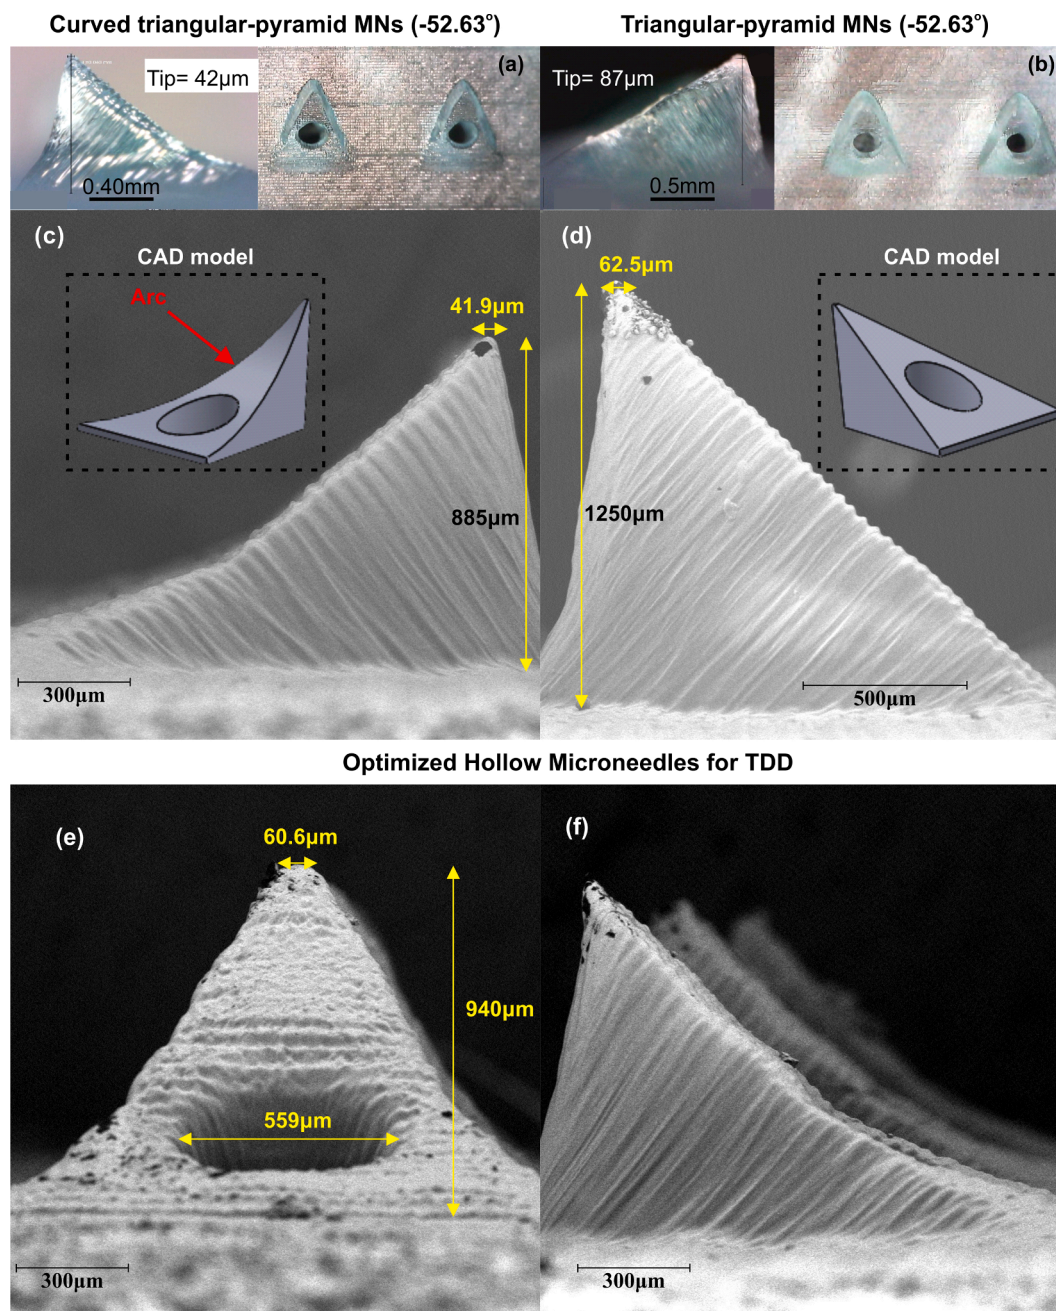 Curved triangular-pyramid MNs (-52.63°)
Triangular-pyramid MNs (-52.63°)
Tip= 42µm
(a)
0.40mm
Tip= 87µm
(b)
0.5mm
(c)
CAD model
Arc
41.9µm
885µm
300µm
(d)
62.5µm
CAD model
1250µm
500µm
Optimized Hollow Microneedles for TDD
(e)
60.6µm
940µm
559µm
300µm
(f)
300µm